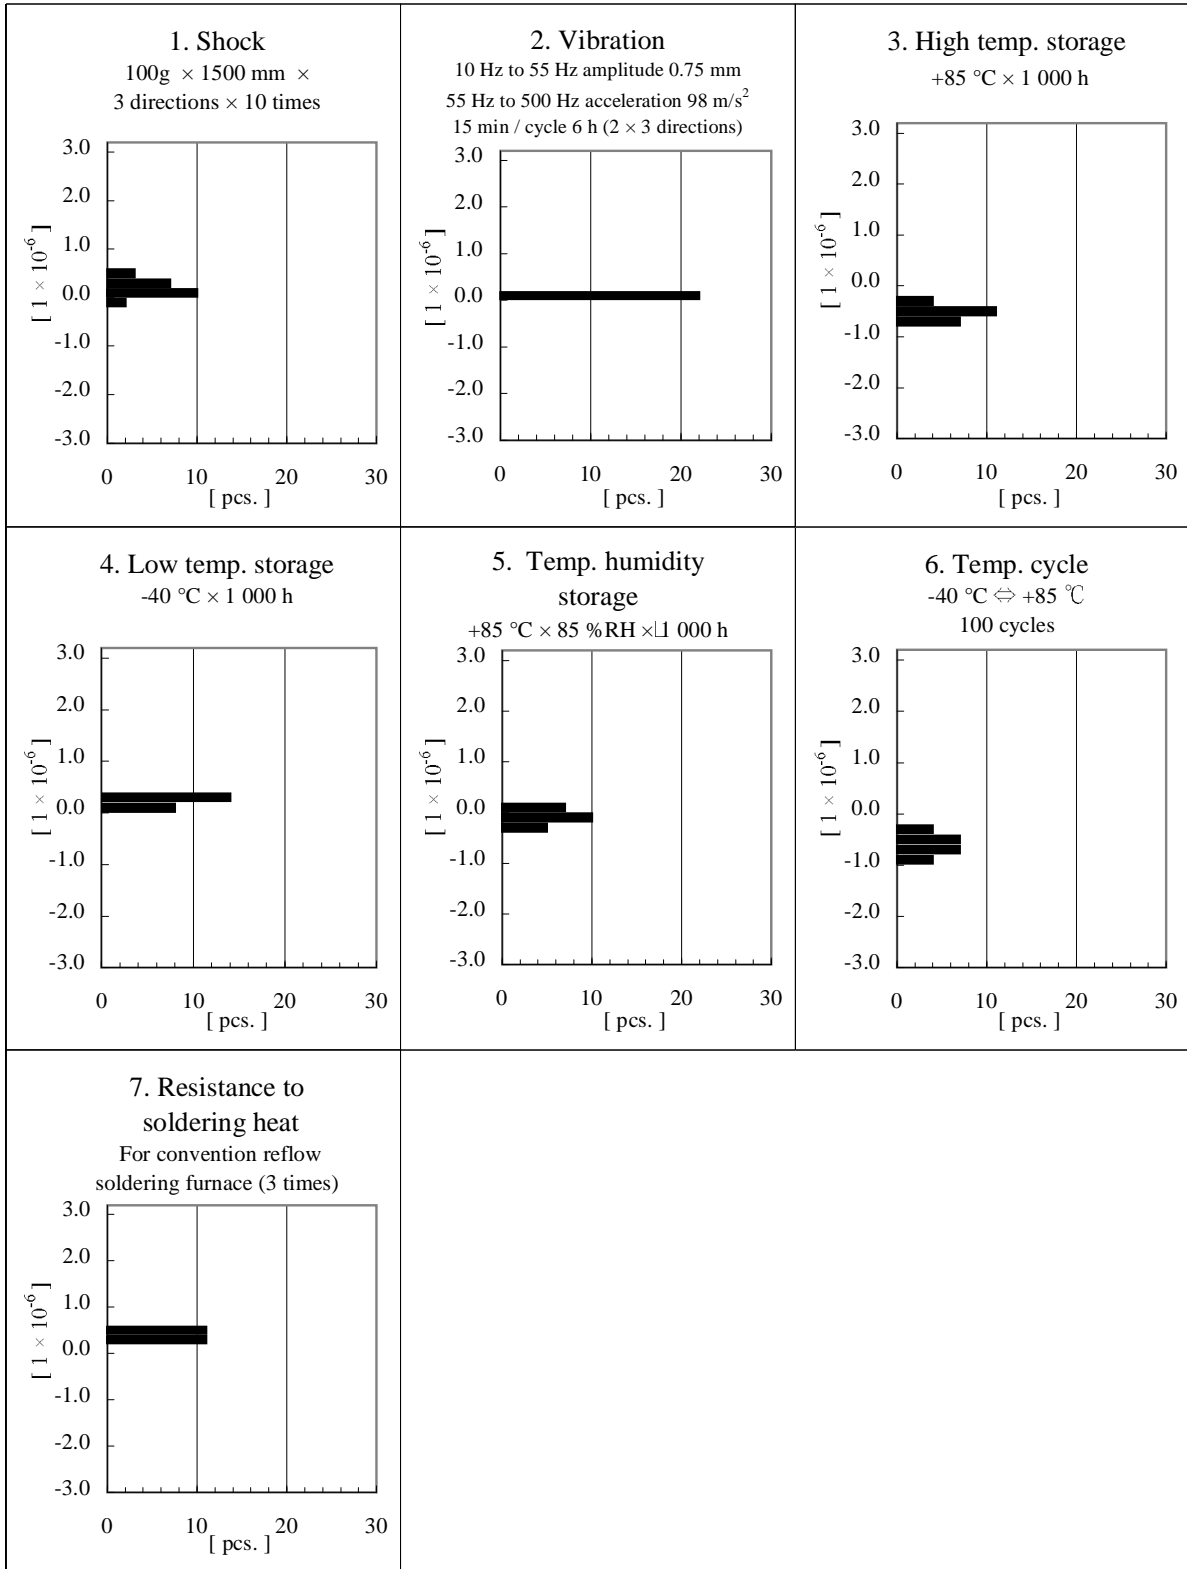 1. Shock
100g × 1500 mm ×
3 directions × 10 times
3.0
2.0
1.0
0.0
-1.0
-2.0
-3.0
[ 1 × 10-6 ]
0 10 20 30
[ pcs. ]
2. Vibration
10 Hz to 55 Hz amplitude 0.75 mm
55 Hz to 500 Hz acceleration 98 m/s2
15 min / cycle 6 h (2 × 3 directions)
3.0
2.0
1.0
0.0
-1.0
-2.0
-3.0
[ 1 × 10-6 ]
0 10 20 30
[ pcs. ]
3. High temp. storage
+85 °C × 1 000 h
3.0
2.0
1.0
0.0
-1.0
-2.0
-3.0
[ 1 × 10-6 ]
0 10 20 30
[ pcs. ]
4. Low temp. storage
-40 °C × 1 000 h
3.0
2.0
1.0
0.0
-1.0
-2.0
-3.0
[ 1 × 10-6 ]
0 10 20 30
[ pcs. ]
5. Temp. humidity
storage
+85 °C × 85 %RH × 1 000 h
3.0
2.0
1.0
0.0
-1.0
-2.0
-3.0
[ 1 × 10-6 ]
0 10 20 30
[ pcs. ]
6. Temp. cycle
-40 °C ⇔ +85 ℃
100 cycles
3.0
2.0
1.0
0.0
-1.0
-2.0
-3.0
[ 1 × 10-6 ]
0 10 20 30
[ pcs. ]
7. Resistance to
soldering heat
For convention reflow
soldering furnace (3 times)
3.0
2.0
1.0
0.0
-1.0
-2.0
-3.0
[ 1 × 10-6 ]
0 10 20 30
[ pcs. ]